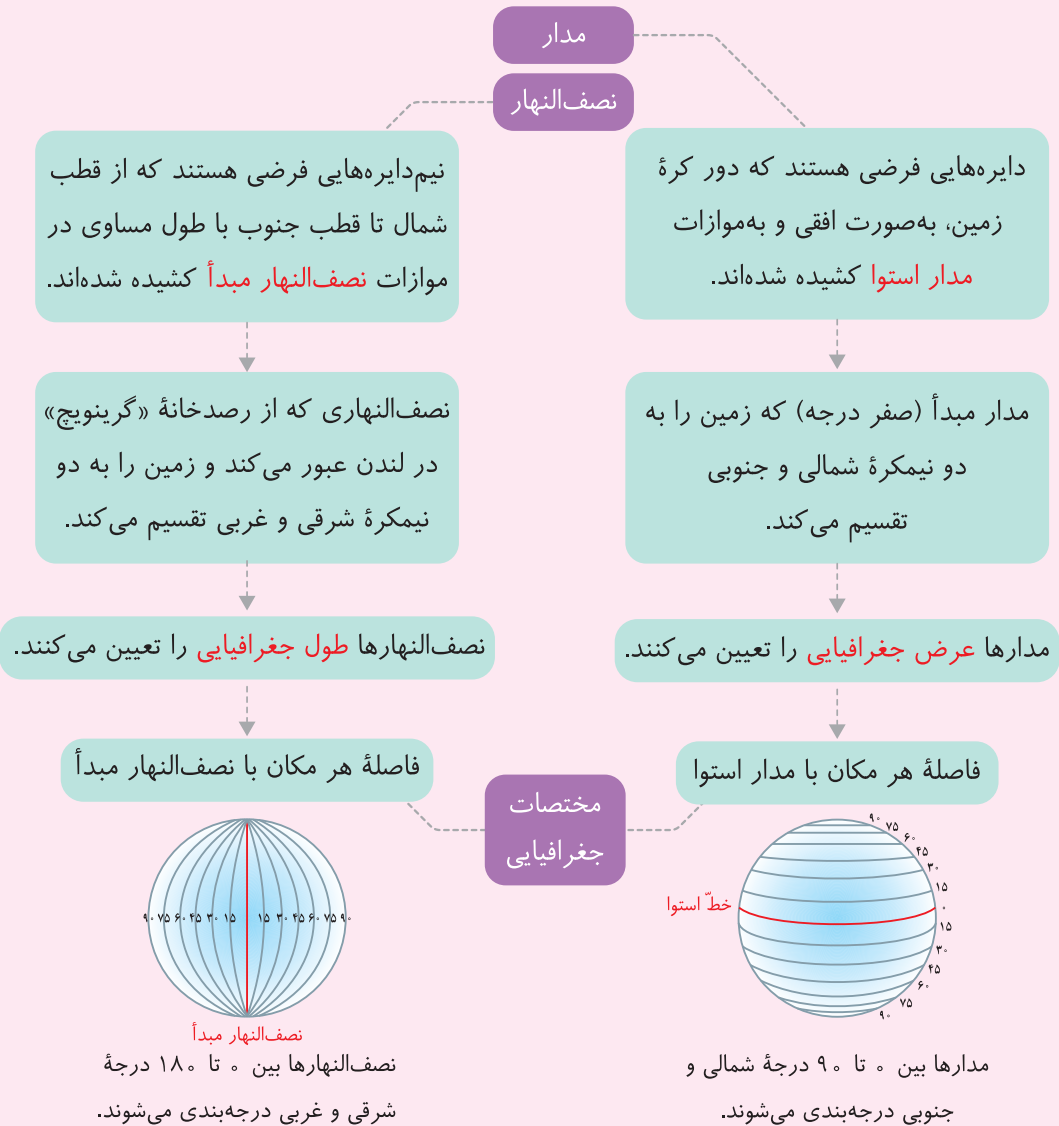 مدار
نصف‌النهار
دایره‌هایی فرضی هستند که دور کرهٔ
زمین، به‌صورت افقی و به‌موازات
مدار استوا کشیده شده‌اند.
مدار مبدأ (صفر درجه) که زمین را به
دو نیمکرهٔ شمالی و جنوبی
تقسیم می‌کند.
مدارها عرض جغرافیایی را تعیین می‌کنند.
فاصلهٔ هر مکان با مدار استوا
نیم‌دایره‌هایی فرضی هستند که از قطب
شمال تا قطب جنوب با طول مساوی در
موازات نصف‌النهار مبدأ کشیده شده‌اند.
نصف‌النهاری که از رصدخانهٔ «گرینویچ»
در لندن عبور می‌کند و زمین را به دو
نیمکرهٔ شرقی و غربی تقسیم می‌کند.
نصف‌النهارها طول جغرافیایی را تعیین می‌کنند.
فاصلهٔ هر مکان با نصف‌النهار مبدأ
مختصات
جغرافیایی
۹۰
۷۵
۶۰
۴۵
۳۰
۱۵
۰
۱۵
۳۰
۴۵
۶۰
۷۵
۹۰
خطّ استوا
مدارها بین ۰ تا ۹۰ درجهٔ شمالی و
جنوبی درجه‌بندی می‌شوند.
۹۰ ۷۵ ۶۰ ۴۵ ۳۰ ۱۵ ۱۵ ۳۰ ۴۵ ۶۰ ۷۵ ۹۰
نصف‌النهار مبدأ
نصف‌النهارها بین ۰ تا ۱۸۰ درجهٔ
شرقی و غربی درجه‌بندی می‌شوند.